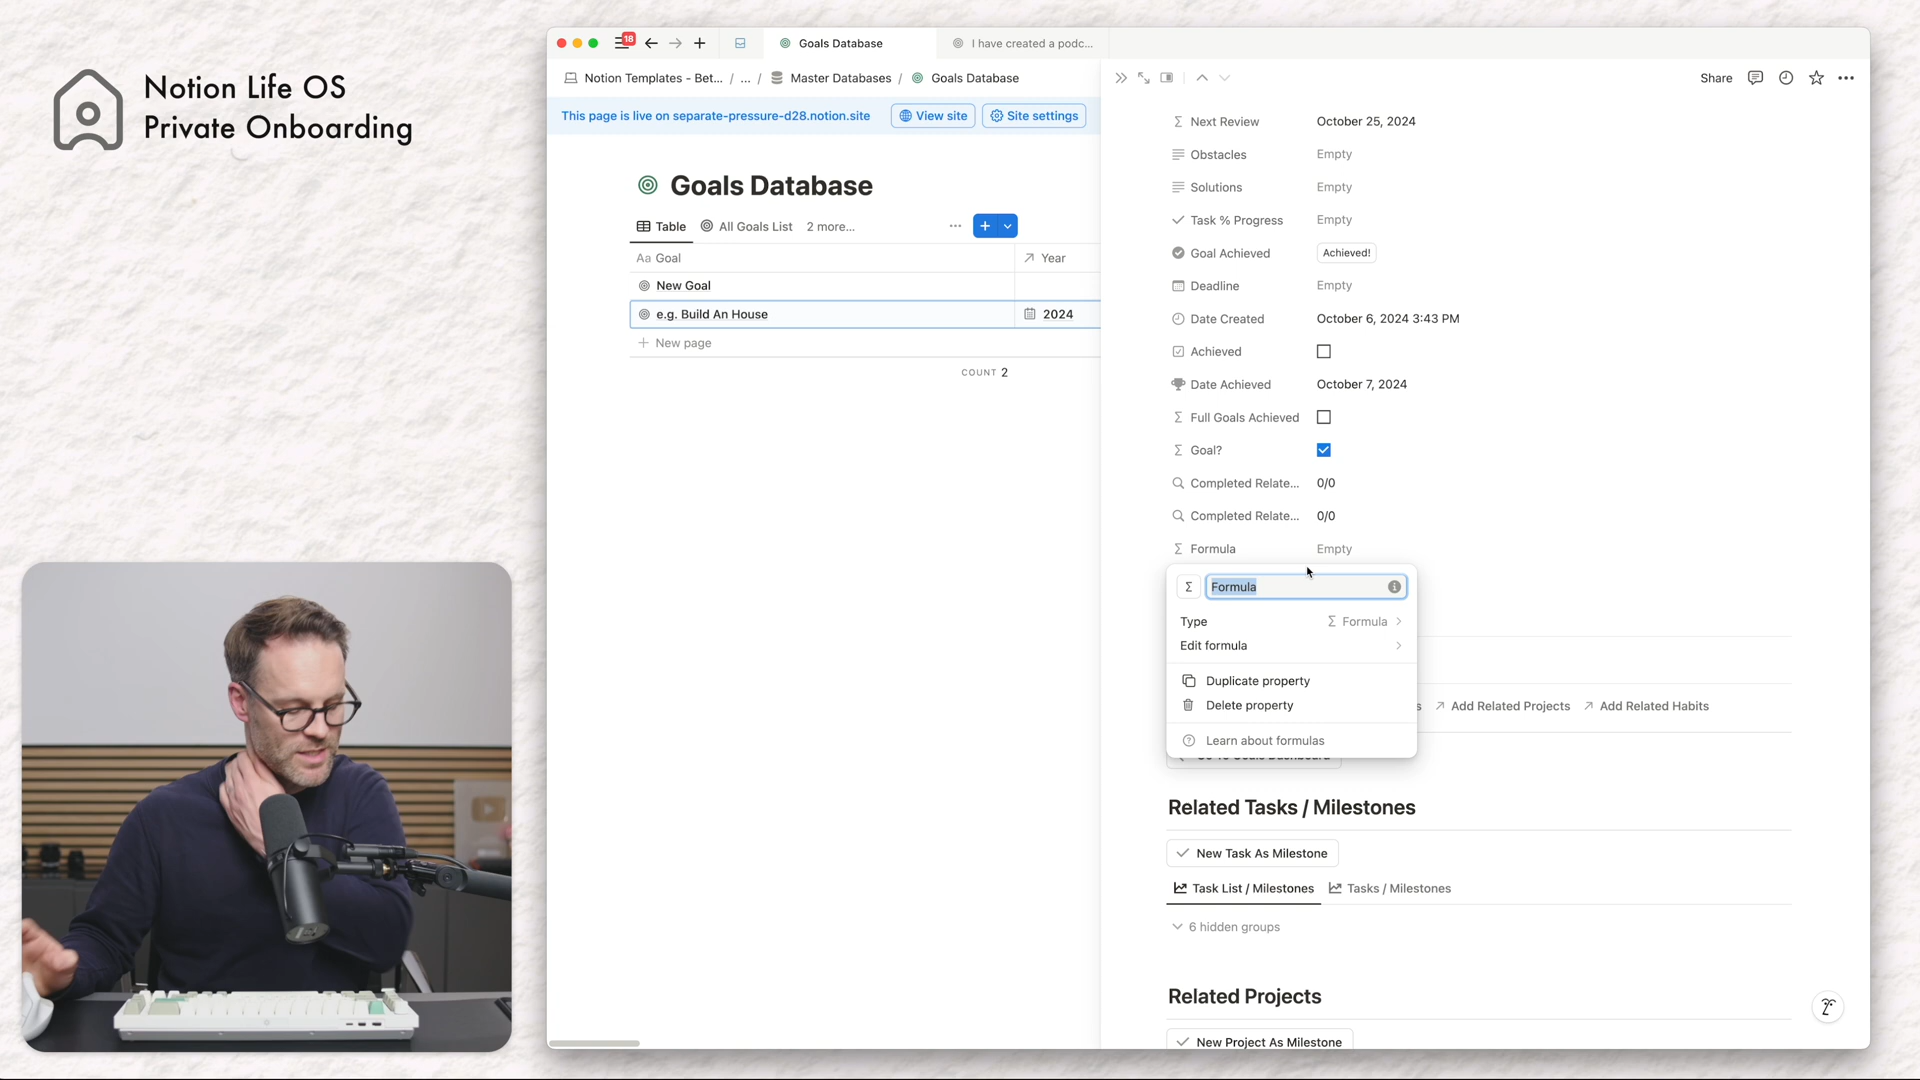 Notion Life OS
Private Onboarding
18
Goals Database
I have created a podc...
Notion Templates - Bet... / ... / Master Databases / Goals Database
Share
This page is live on separate-pressure-d28.notion.site
View site
Site settings
Goals Database
Table
All Goals List
2 more...
Aa Goal
Year
New Goal
e.g. Build An House
2024
New page
COUNT 2
Next Review October 25, 2024
Obstacles Empty
Solutions Empty
Task % Progress Empty
Goal Achieved Achieved!
Deadline Empty
Date Created October 6, 2024 3:43 PM
Achieved
Date Achieved October 7, 2024
Full Goals Achieved
Goal?
Completed Relate... 0/0
Completed Relate... 0/0
Formula Empty
Formula
Type Formula
Edit formula
Duplicate property
Delete property
Learn about formulas
s Add Related Projects Add Related Habits
Related Tasks / Milestones
New Task As Milestone
Task List / Milestones
Tasks / Milestones
6 hidden groups
Related Projects
New Project As Milestone